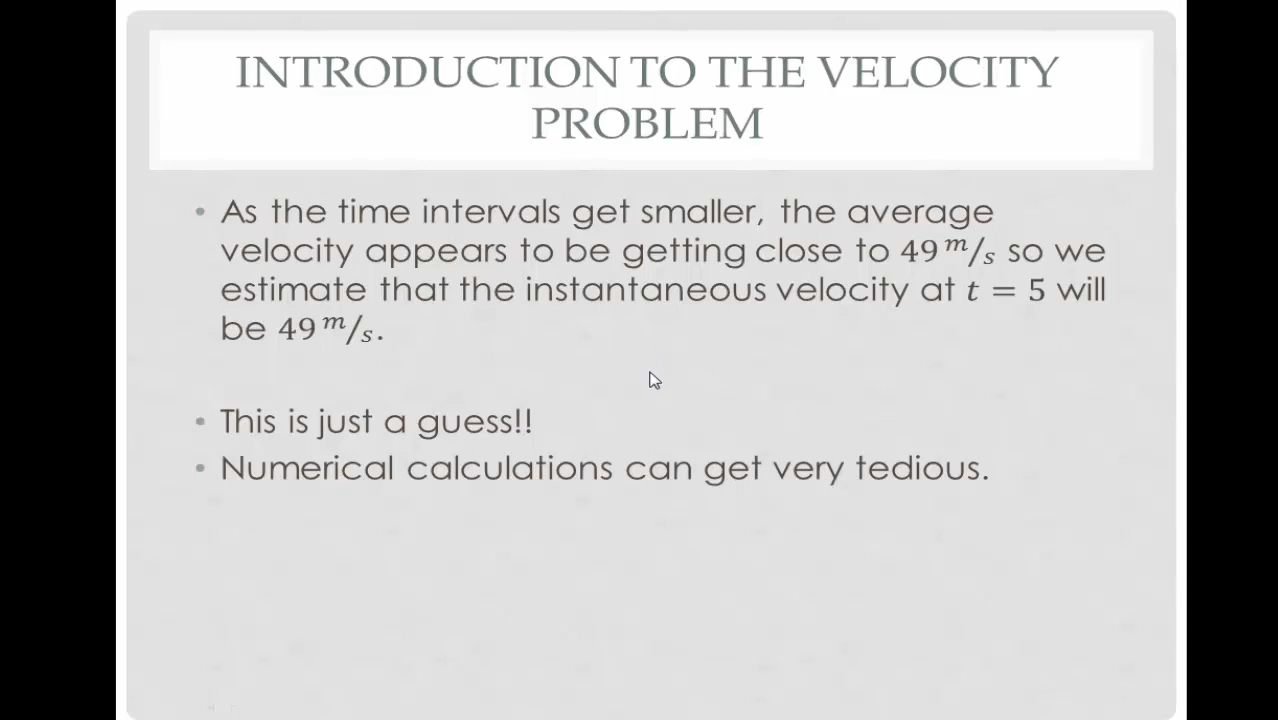 INTRODUCTION TO THE VELOCITY
PROBLEM
• As the time intervals get smaller, the average
velocity appears to be getting close to 49 m/s so we
estimate that the instantaneous velocity at t = 5 will
be 49 m/s.
• This is just a guess!!
• Numerical calculations can get very tedious.